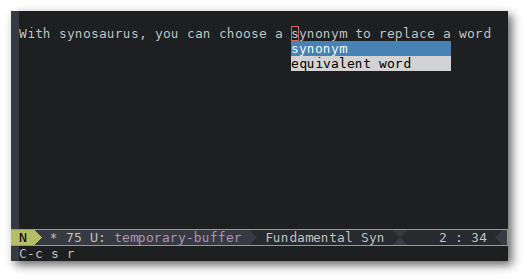 With synosaurus, you can choose a synonym to replace a word
synonym
equivalent word
N * 75 U: temporary-buffer Fundamental Syn 2 : 34
C-c s r